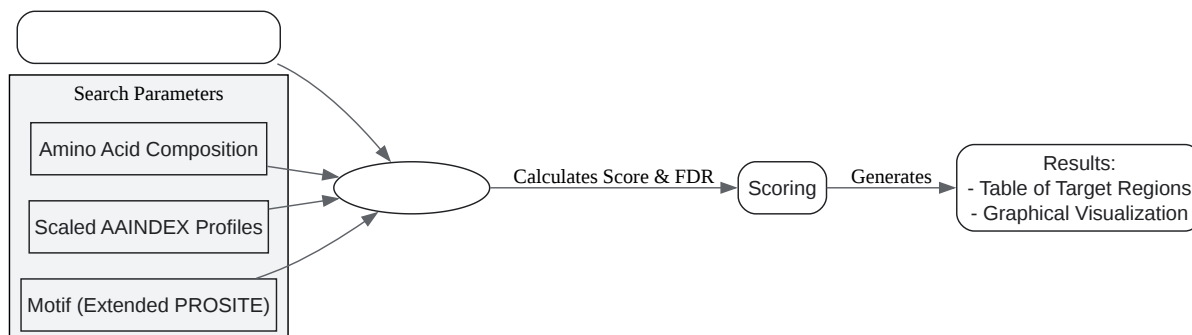 Search Parameters
Amino Acid Composition
Scaled AAINDEX Profiles
Motif (Extended PROSITE)
Calculates Score & FDR
Scoring
Generates
Results:
- Table of Target Regions
- Graphical Visualization